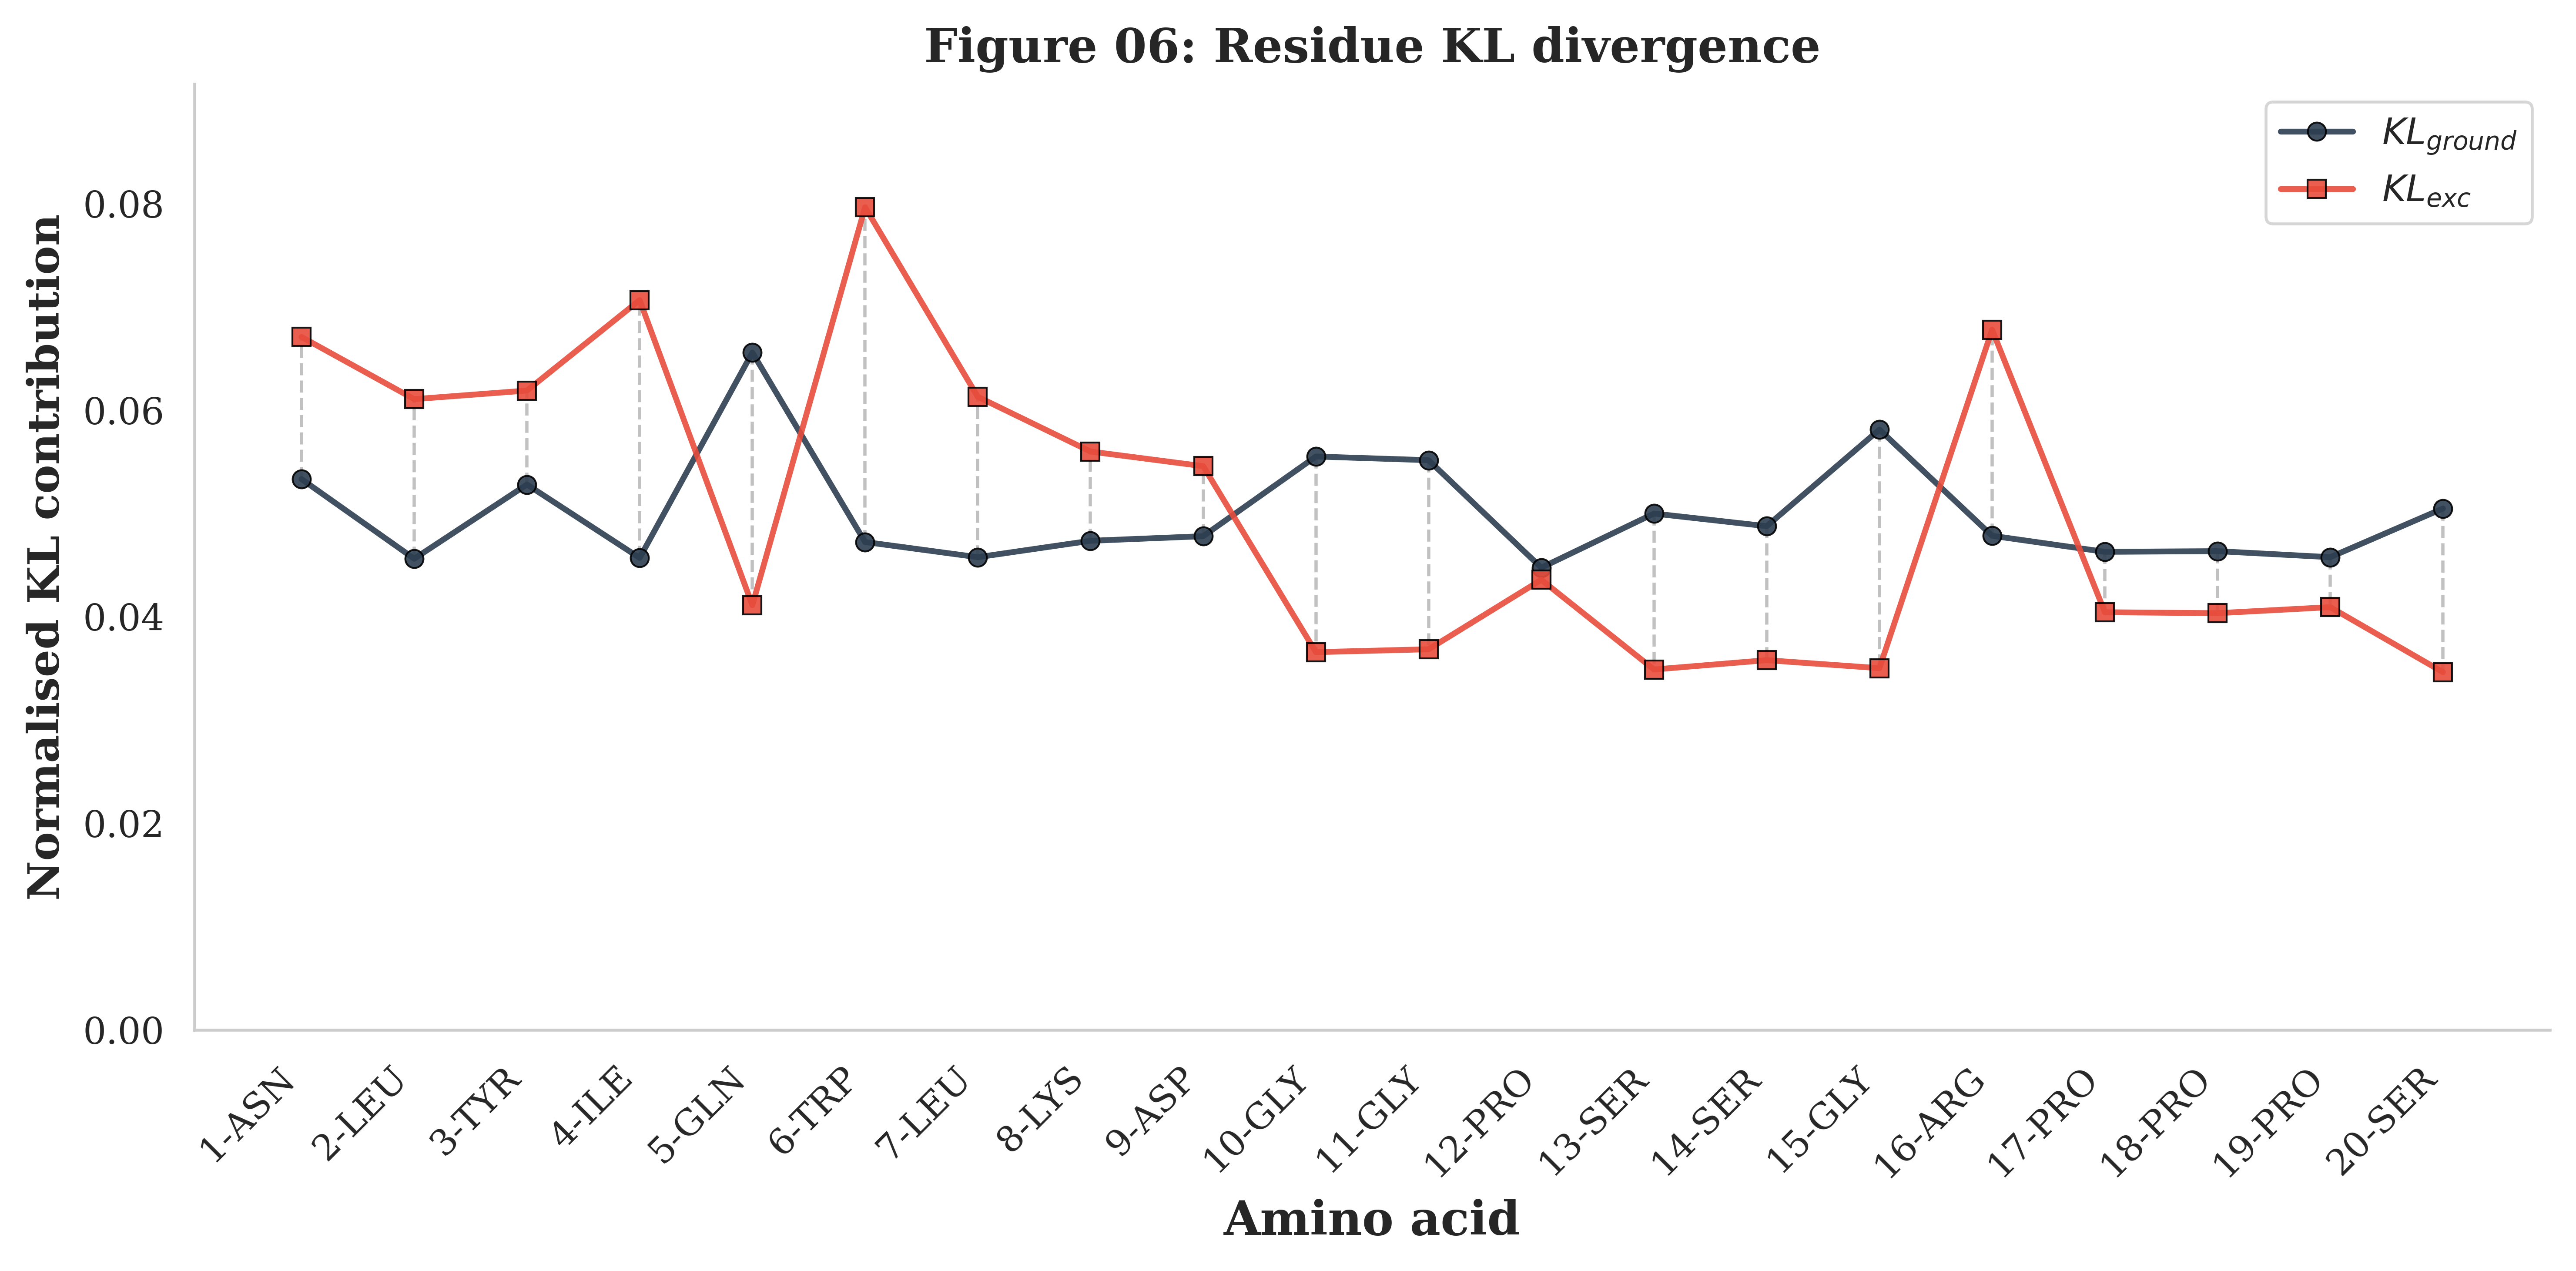 Figure 06: Residue KL divergence
KL_ground
KL_exc
Normalised KL contribution
0.08
0.06
0.04
0.02
0.00
1-ASN
2-LEU
3-TYR
4-ILE
5-GLN
6-TRP
7-LEU
8-LYS
9-ASP
10-GLY
11-GLY
12-PRO
13-SER
14-SER
15-GLY
16-ARG
17-PRO
18-PRO
19-PRO
20-SER
Amino acid